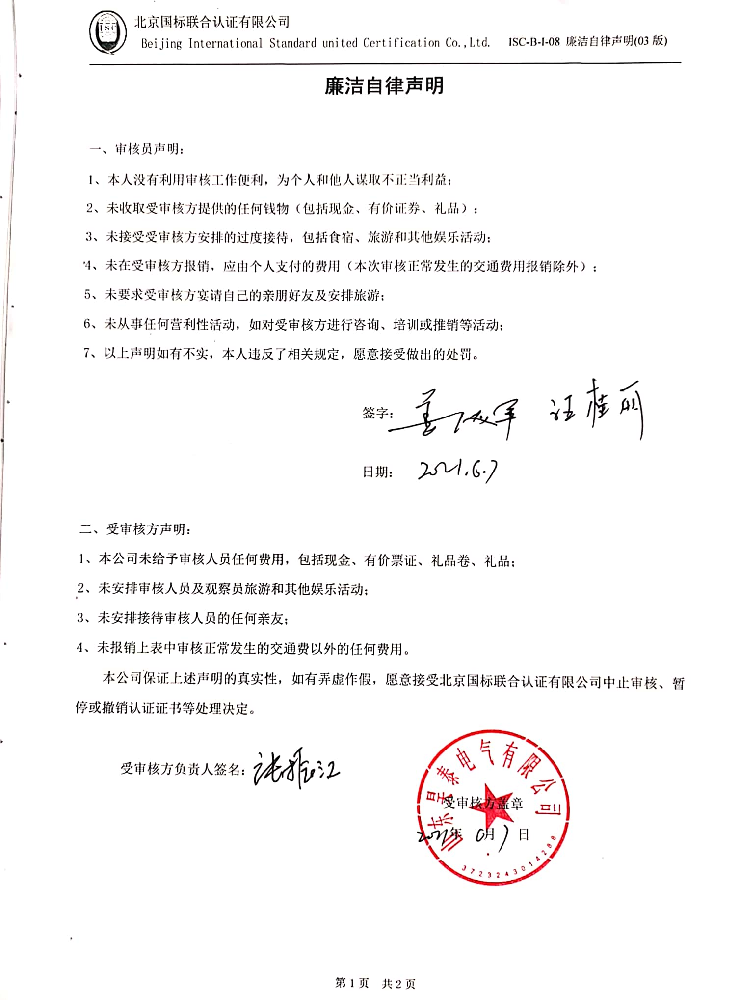 ISC
北京国标联合认证有限公司
Beijing International Standard united Certification Co.,Ltd. ISC-B-I-08 廉洁自律声明(03 版)
廉洁自律声明
一、审核员声明：
1、本人没有利用审核工作便利，为个人和他人谋取不正当利益；
2、未收取受审核方提供的任何钱物（包括现金、有价证券、礼品）；
3、未接受受审核方安排的过度接待，包括食宿、旅游和其他娱乐活动；
4、未在受审核方报销，应由个人支付的费用（本次审核正常发生的交通费用报销除外）；
5、未要求受审核方宴请自己的亲朋好友及安排旅游；
6、未从事任何营利性活动，如对受审核方进行咨询、培训或推销等活动；
7、以上声明如有不实，本人违反了相关规定，愿意接受做出的处罚。
签字： 汪桂丽
日期： 2021.6.7
二、受审核方声明：
1、本公司未给予审核人员任何费用，包括现金、有价票证、礼品卷、礼品；
2、未安排审核人员及观察员旅游和其他娱乐活动；
3、未安排接待审核人员的任何亲友；
4、未报销上表中审核正常发生的交通费以外的任何费用。
本公司保证上述声明的真实性，如有弄虚作假，愿意接受北京国标联合认证有限公司中止审核、暂
停或撤销认证证书等处理决定。
受审核方负责人签名：
山东昊泰电气有限公司
受审核方盖章
2021年 6月7日
3723243014288
第 1 页 共 2 页